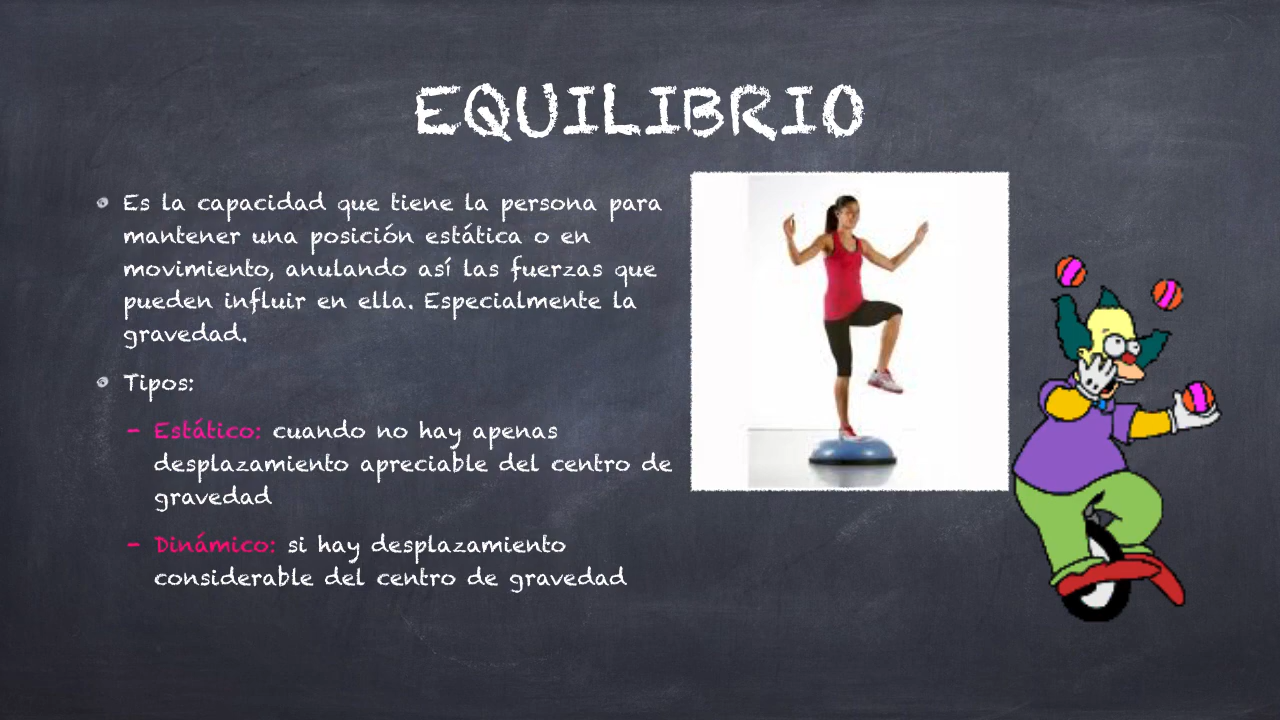 EQUILIBRIO
Es la capacidad que tiene la persona para
mantener una posición estática o en
movimiento, anulando así las fuerzas que
pueden influir en ella. Especialmente la
gravedad.
Tipos:
- Estático: cuando no hay apenas
desplazamiento apreciable del centro de
gravedad
- Dinámico: si hay desplazamiento
considerable del centro de gravedad